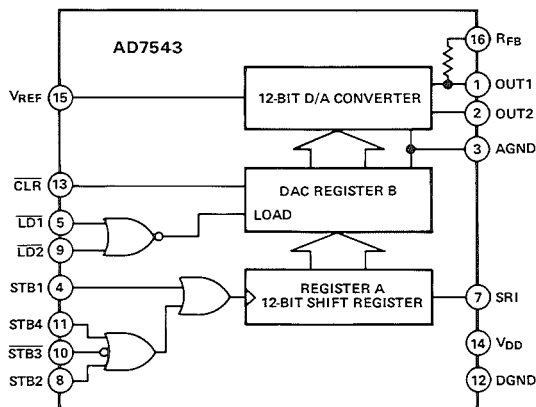 AD7543
16 RFB
VREF 15
12-BIT D/A CONVERTER
1 OUT1
2 OUT2
3 AGND
CLR 13
DAC REGISTER B
LD1 5
LOAD
LD2 9
STB1 4
REGISTER A
12-BIT SHIFT REGISTER
7 SRI
STB4 11
STB3 10
14 VDD
STB2 8
12 DGND